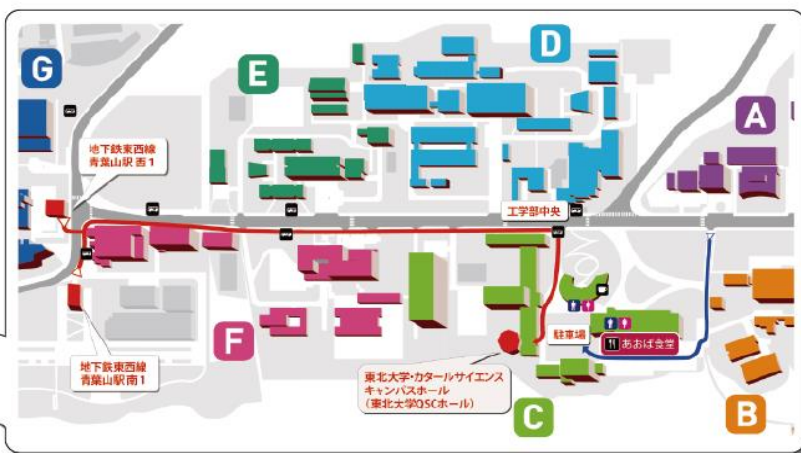 G
E
D
A
地下鉄東西線
青葉山駅 西1
工学部中央
駐車場
あおば食堂
F
地下鉄東西線
青葉山駅 南1
東北大学・カタールサイエンス
キャンパスホール
(東北大学QSCホール)
C
B